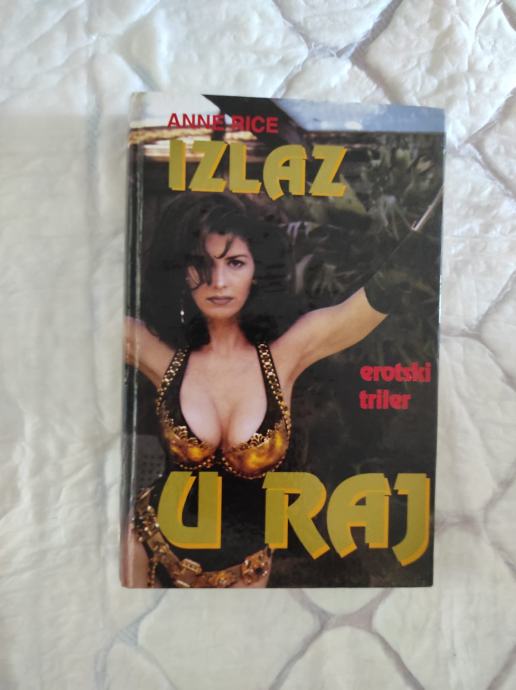 ANNE RICE
IZLAZ
erotski
triler
U RAJ